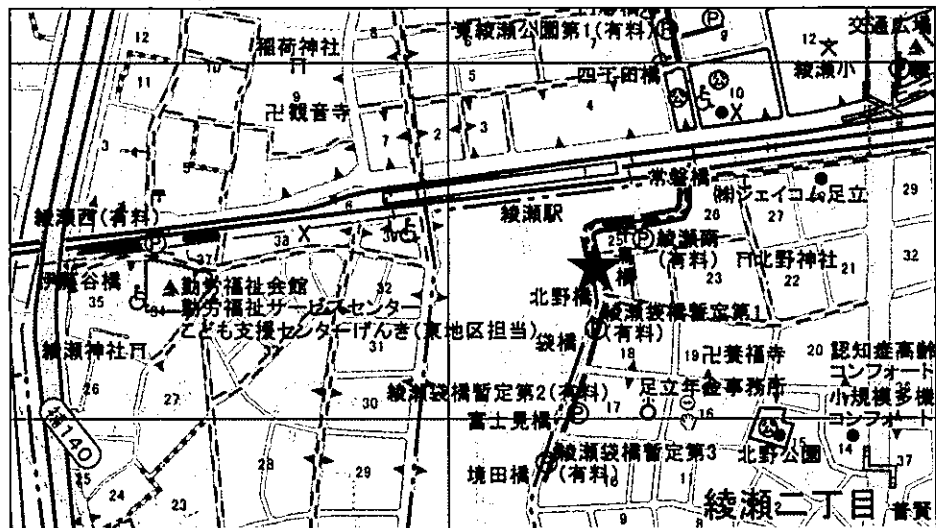 東綾瀬公園第1(有料)
交通広場
稲荷神社
四千両橋
綾瀬小
卍観音寺
常盤橋
㈱ジェイコム足立
綾瀬西(有料)
綾瀬駅
綾瀬南
(有料)
北野神社
伊藤谷橋
勤労福祉会館
勤労福祉サービスセンター
こども支援センターげんき(東地区担当)
北野橋
綾瀬袋橋暫定第1
(有料)
袋橋
綾瀬神社
卍養福寺
認知症高齢
コンフォート
綾瀬袋橋暫定第2(有料)
足立年金事務所
小規模多機
コンフォート
富士見橋
綾瀬袋橋暫定第3
(有料)
境田橋
北野公園
綾瀬二丁目
普賢